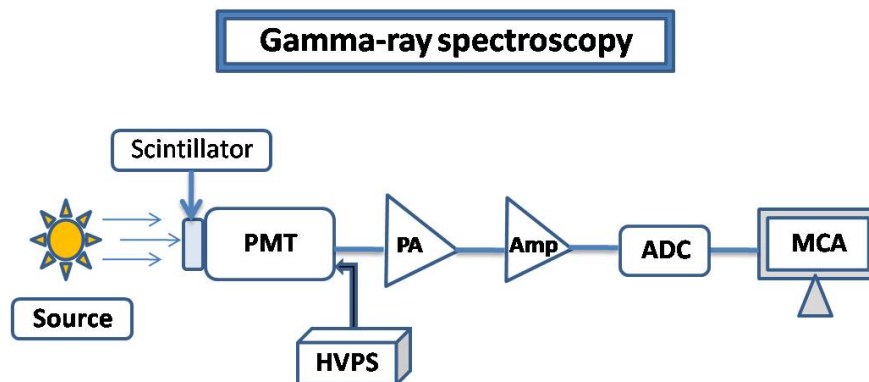 Gamma-ray spectroscopy
Scintillator
PMT
PA
Amp
ADC
MCA
Source
HVPS